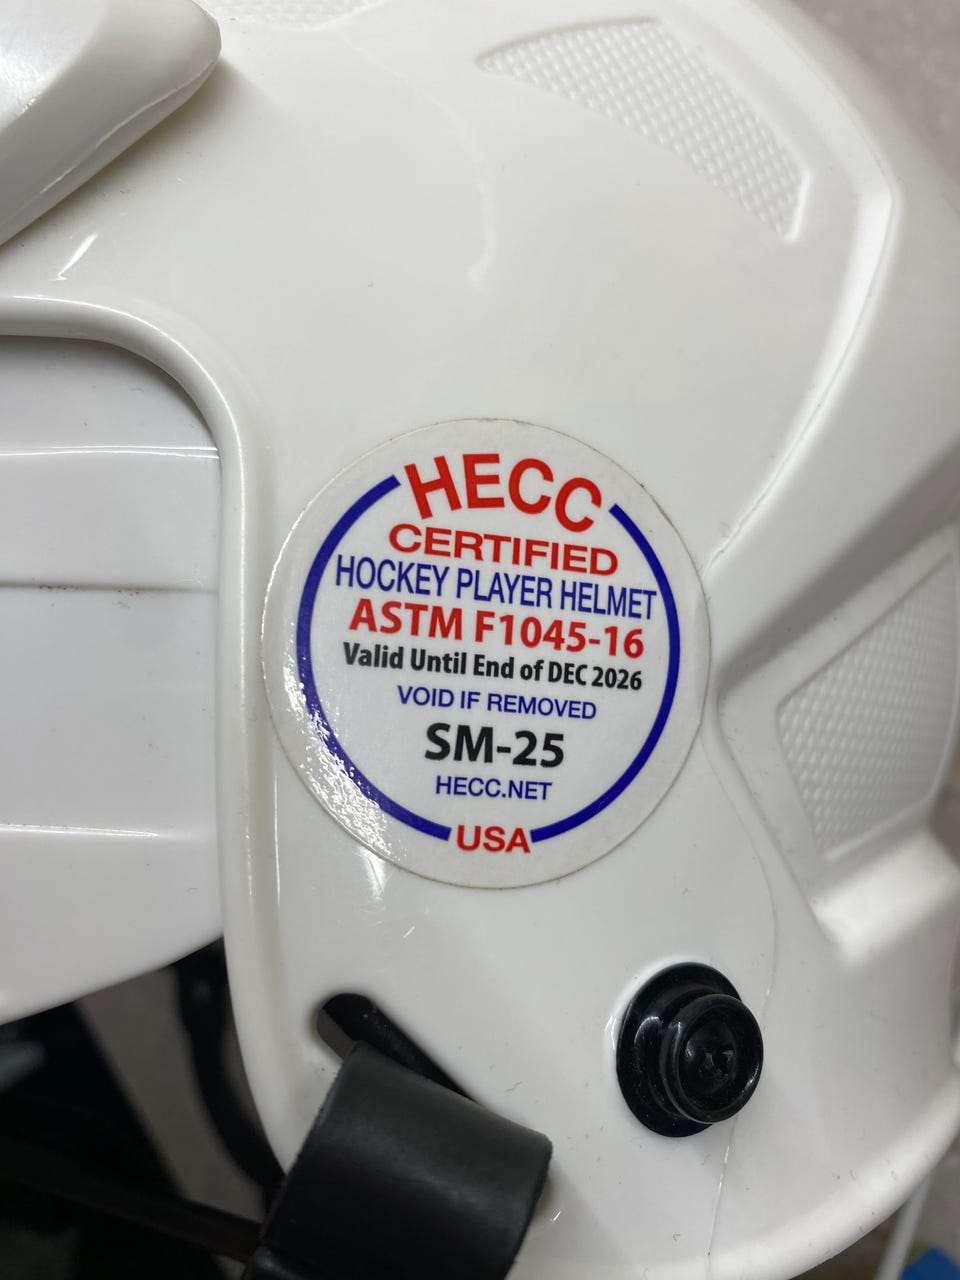 HECC
CERTIFIED
HOCKEY PLAYER HELMET
ASTM F1045-16
Valid Until End of DEC 2026
VOID IF REMOVED
SM-25
HECC.NET
USA